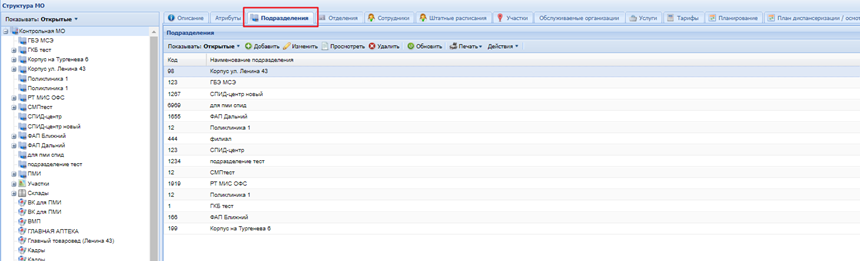 Структура МО
Показать: Открытые
Контрольная МО
ГБЭ МСЭ
ГКБ тест
Корпус на Тургенева 6
Корпус ул. Ленина 43
Поликлиника 1
Поликлиника 1
РТ МИС ОФС
СМПтест
СПИД-центр
СПИД-центр новый
ФАП Ближний
ФАП Дальний
для пми спид
подразделение тест
ПМИ
Участки
Склады
ВК для ПМИ
ВК для ПМИ
ВМП
ГЛАВНАЯ АПТЕКА
Главный товаровед (Ленина 43)
Кадры
Кадры
Описание Атрибуты Подразделения Отделения Сотрудники Штатные расписания Участки Обслуживаемые организации Услуги Тарифы Планирование План диспансеризации / осмот
Подразделения
Показывать: Открытые Добавить Изменить Просмотреть Удалить Обновить Печать Действия
Код Наименование подразделения
98 Корпус ул. Ленина 43
123 ГБЭ МСЭ
1267 СПИД-центр новый
6969 для пми спид
1656 ФАП Дальний
12 Поликлиника 1
444 филиал
123 СПИД-центр
1234 подразделение тест
12 СМПтест
1919 РТ МИС ОФС
12 Поликлиника 1
1 ГКБ тест
166 ФАП Ближний
199 Корпус на Тургенева 6